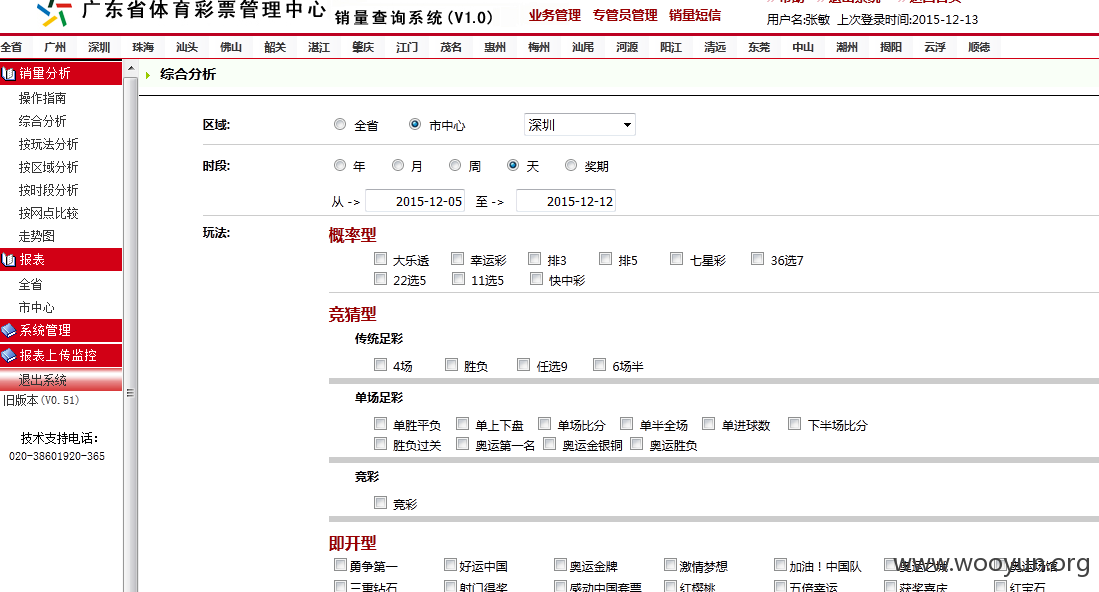 广东省体育彩票管理中心 销量查询系统(V1.0) 业务管理 专管员管理 销量短信
用户名:张敏 上次登录时间:2015-12-13
全省 广州 深圳 珠海 汕头 佛山 韶关 湛江 肇庆 江门 茂名 惠州 梅州 汕尾 河源 阳江 清远 东莞 中山 潮州 揭阳 云浮 顺德
销量分析
操作指南
综合分析
按玩法分析
按区域分析
按时段分析
按网点比较
走势图
报表
全省
市中心
系统管理
报表上传监控
退出系统
旧版本(V0.51)
技术支持电话:
020-38601920-365
综合分析
区域: 全省 市中心 深圳
时段: 年 月 周 天 奖期
从 -> 2015-12-05 至 -> 2015-12-12
玩法: 概率型
大乐透 幸运彩 排3 排5 七星彩 36选7
22选5 11选5 快中彩
竞猜型
传统足彩
4场 胜负 任选9 6场半
单场足彩
单胜平负 单上下盘 单场比分 单半全场 单进球数 下半场比分
胜负过关 奥运第一名 奥运金银铜 奥运胜负
竞彩
竞彩
即开型
勇争第一 好运中国 奥运金牌 激情梦想 加油！中国队 奥运之城 奥运场馆
三重钻石 射门得奖 感动中国套票 红樱桃 五倍幸运 获奖喜庆 红宝石
www.wooyun.org